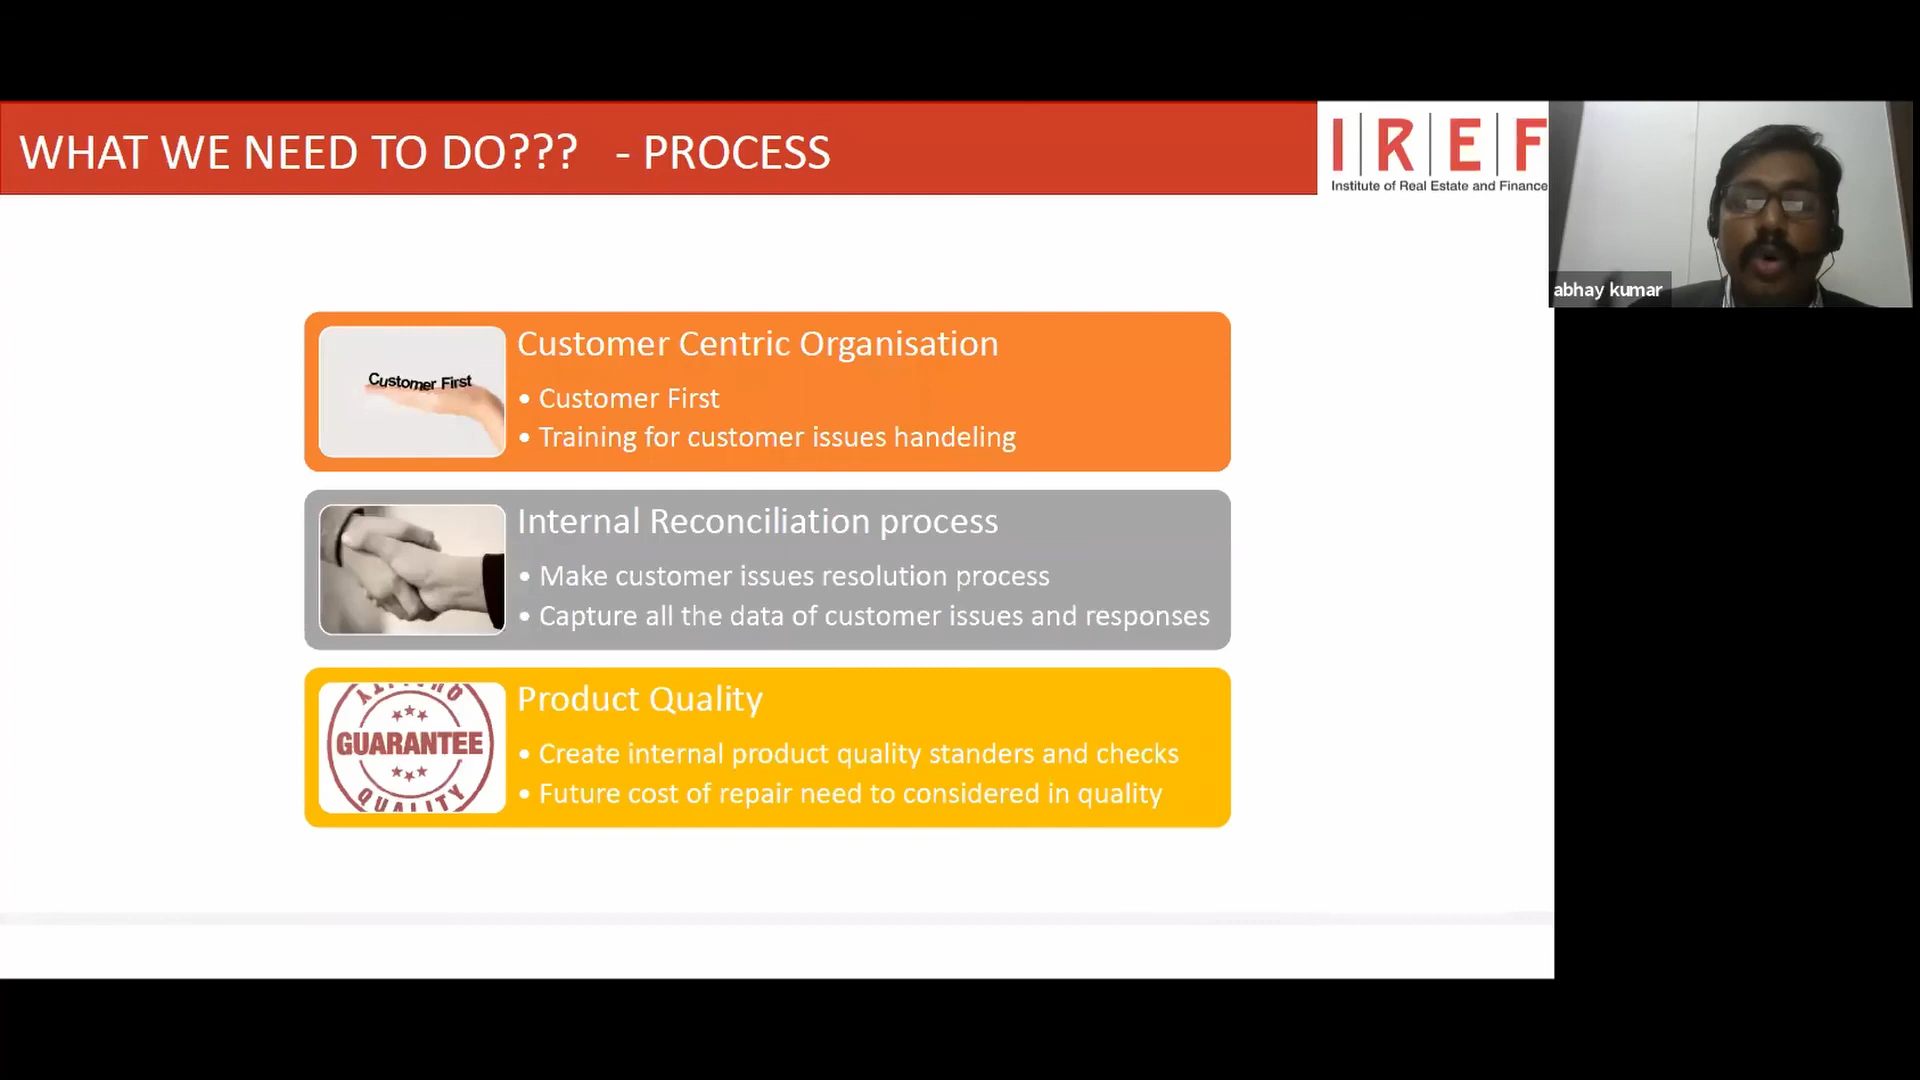 WHAT WE NEED TO DO??? - PROCESS
I|R|E|F
Institute of Real Estate and Finance
abhay kumar
Customer First
Customer Centric Organisation
• Customer First
• Training for customer issues handeling
Internal Reconciliation process
• Make customer issues resolution process
• Capture all the data of customer issues and responses
QUALITY
GUARANTEE
QUALITY
Product Quality
• Create internal product quality standers and checks
• Future cost of repair need to considered in quality